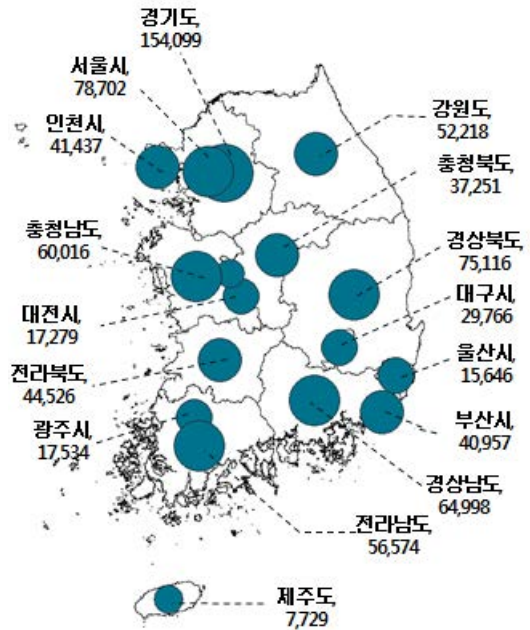 경기도,
154,099
서울시,
78,702
인천시,
41,437
강원도,
52,218
충청북도,
37,251
충청남도,
60,016
경상북도,
75,116
대구시,
29,766
대전시,
17,279
울산시,
15,646
전라북도,
44,526
부산시,
40,957
광주시,
17,534
경상남도,
64,998
전라남도,
56,574
제주도,
7,729